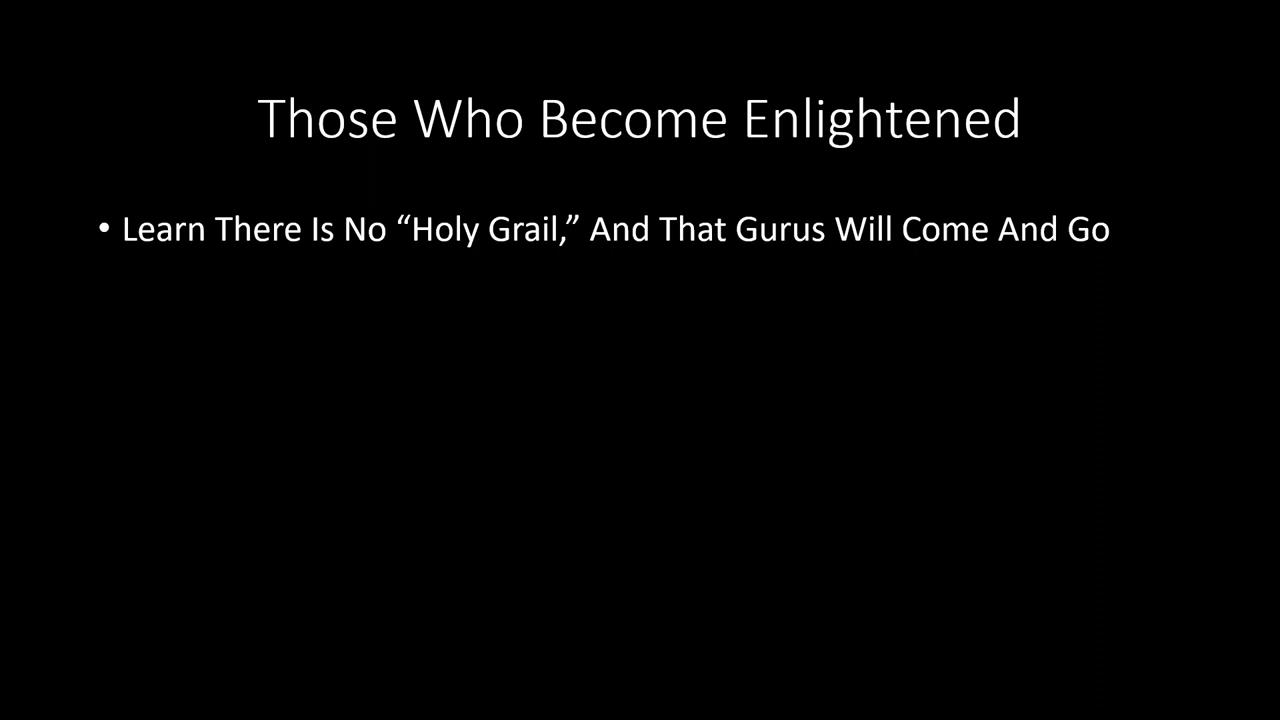 Those Who Become Enlightened
• Learn There Is No “Holy Grail,” And That Gurus Will Come And Go